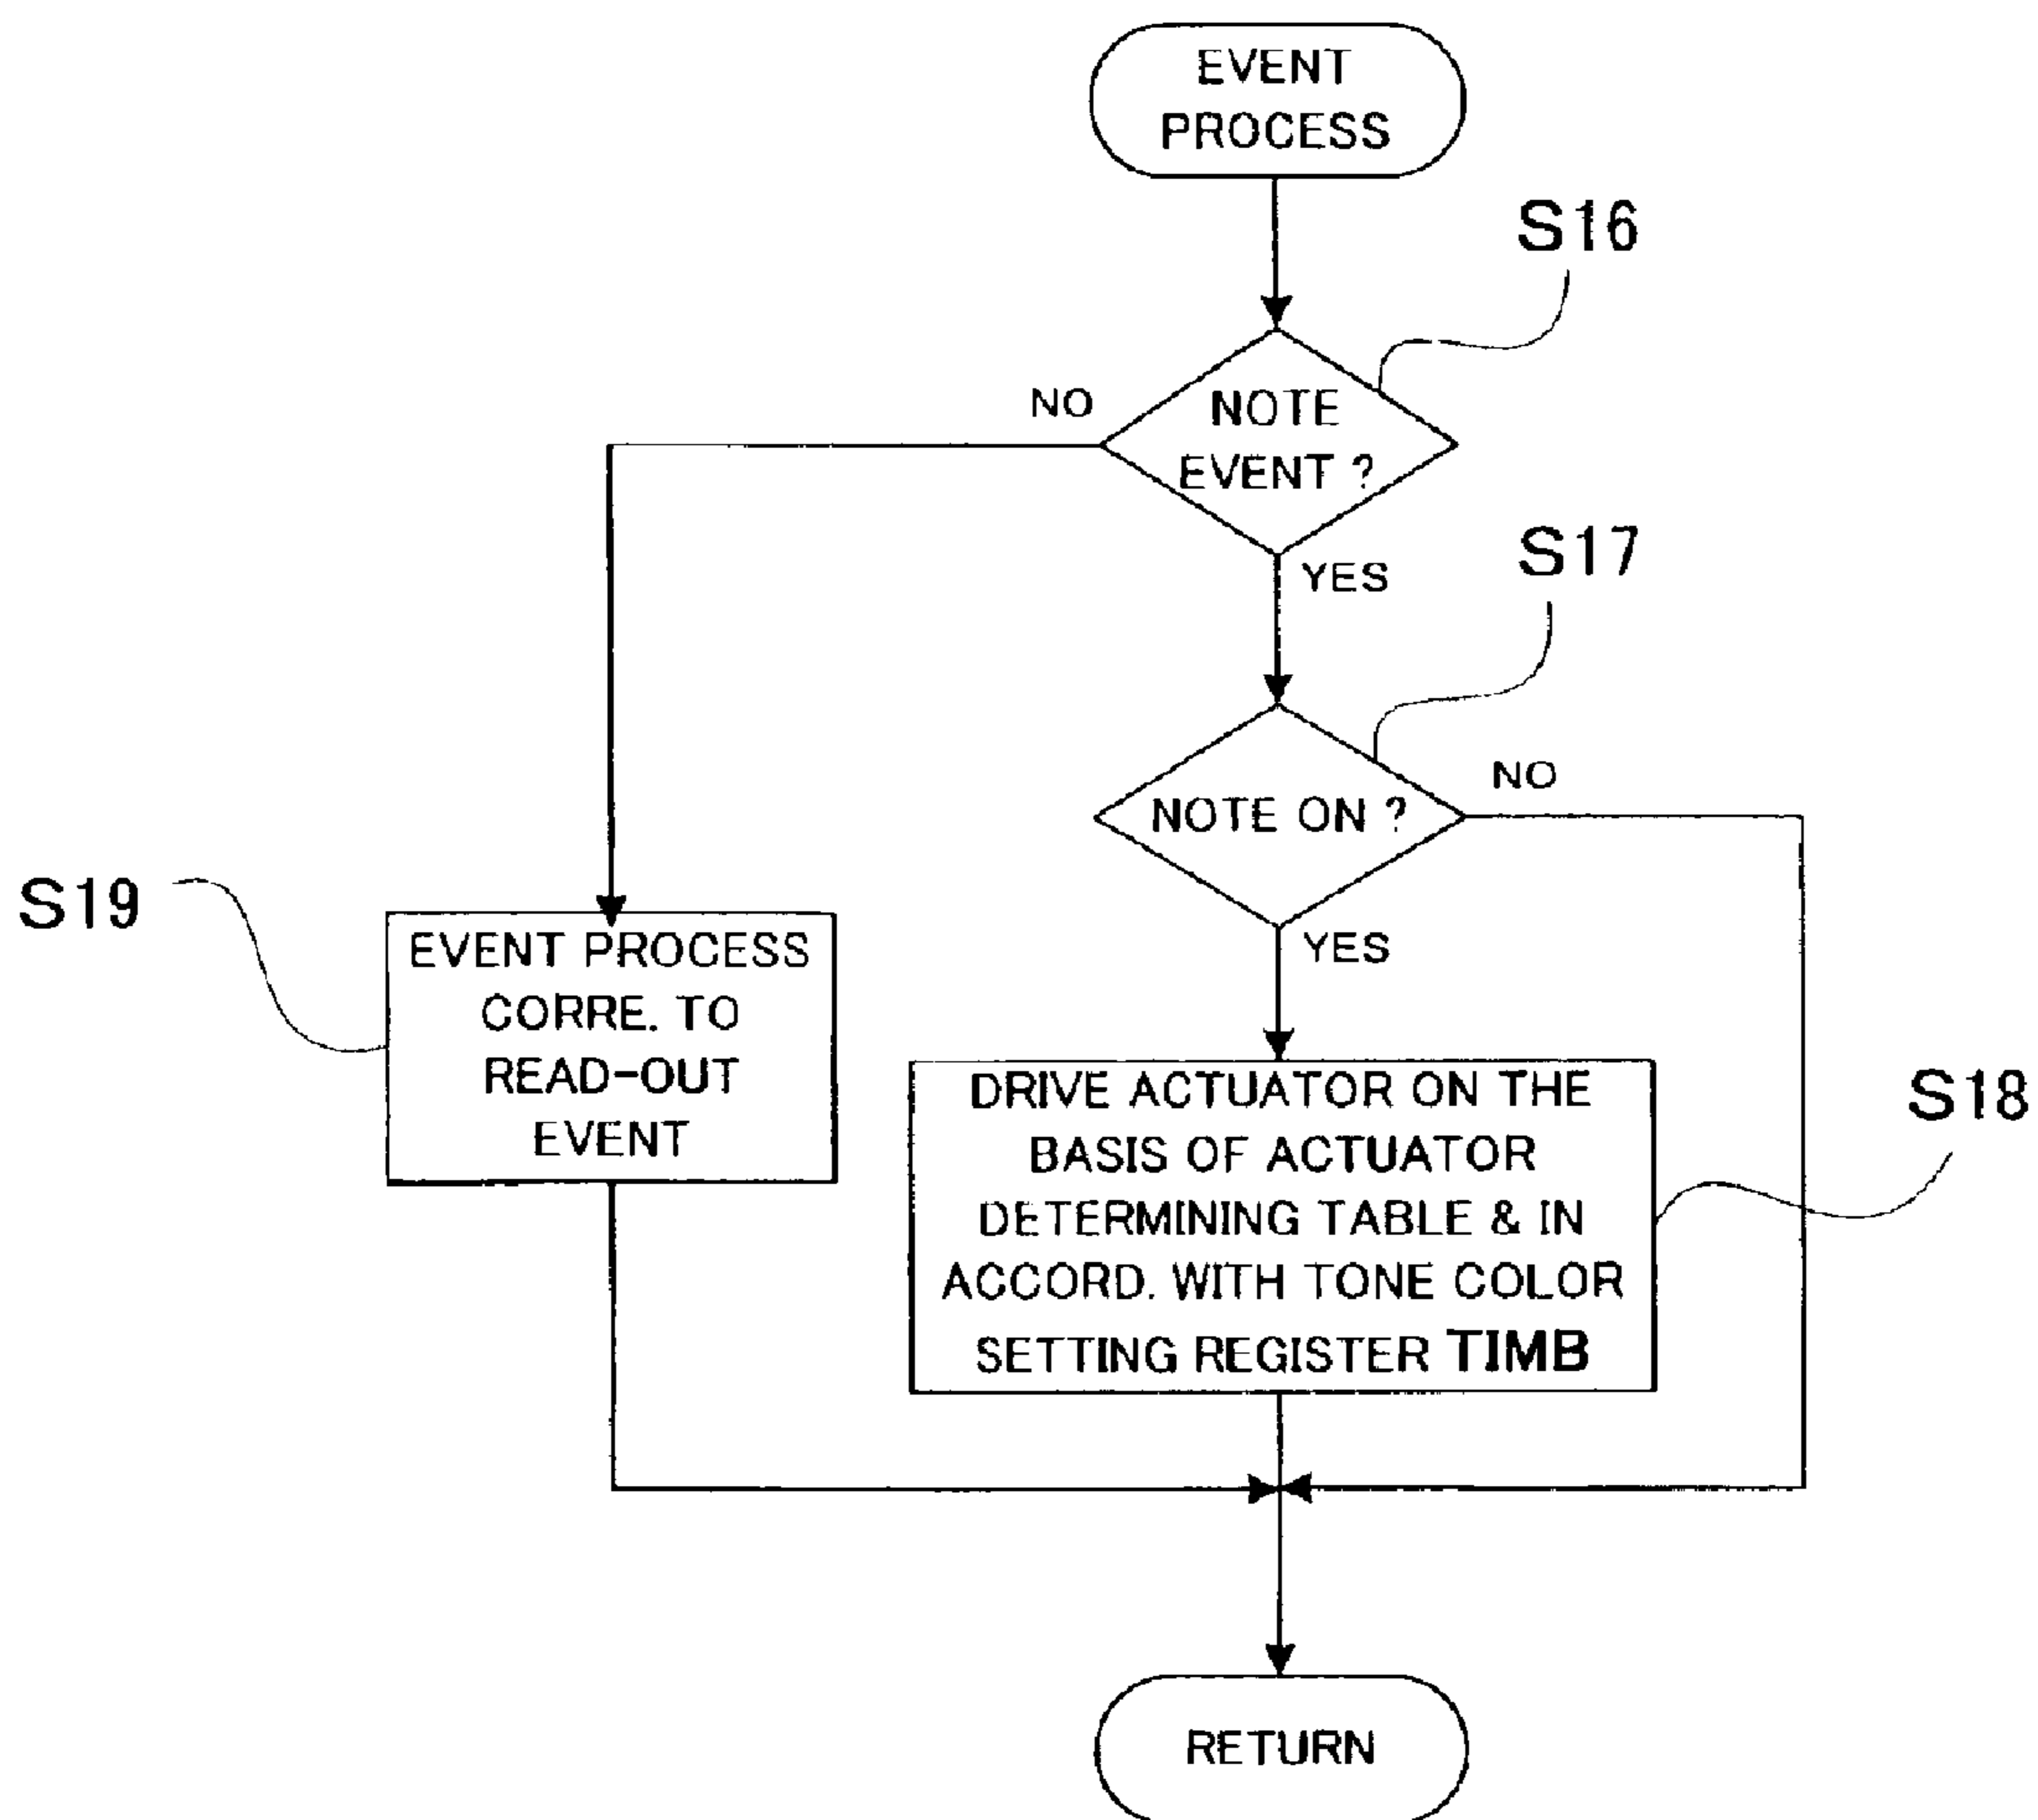 EVENT
PROCESS
S16
NO
NOTE
EVENT ?
YES
S17
NO
NOTE ON ?
YES
S19
EVENT PROCESS
CORRE. TO
READ-OUT
EVENT
DRIVE ACTUATOR ON THE
BASIS OF ACTUATOR
DETERMINING TABLE & IN
ACCORD. WITH TONE COLOR
SETTING REGISTER TIMB
S18
RETURN